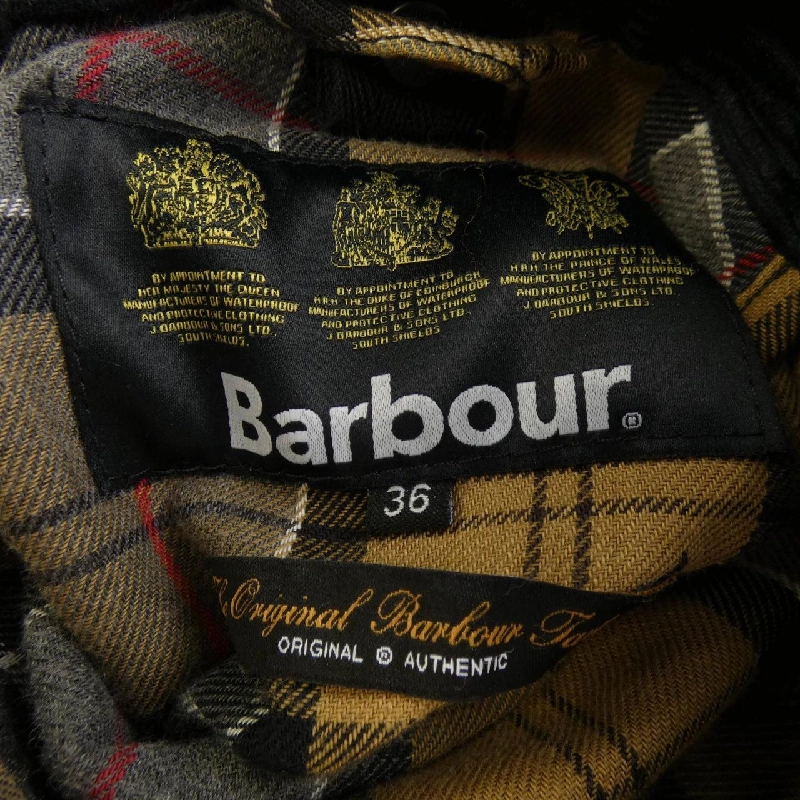 BY APPOINTMENT TO
HER MAJESTY THE QUEEN
MANUFACTURERS OF WATERPROOF
AND PROTECTIVE CLOTHING
J. BARBOUR & SONS LTD.
SOUTH SHIELDS
BY APPOINTMENT TO
H.R.H. THE DUKE OF EDINBURGH
MANUFACTURERS OF WATERPROOF
AND PROTECTIVE CLOTHING
J. BARBOUR & SONS LTD.
SOUTH SHIELDS
BY APPOINTMENT TO
H.R.H. THE PRINCE OF WALES
MANUFACTURERS OF WATERPROOF
AND PROTECTIVE CLOTHING
J. BARBOUR & SONS LTD.
SOUTH SHIELDS.
Barbour®
36
Original Barbour
ORIGINAL ® AUTHENTIC